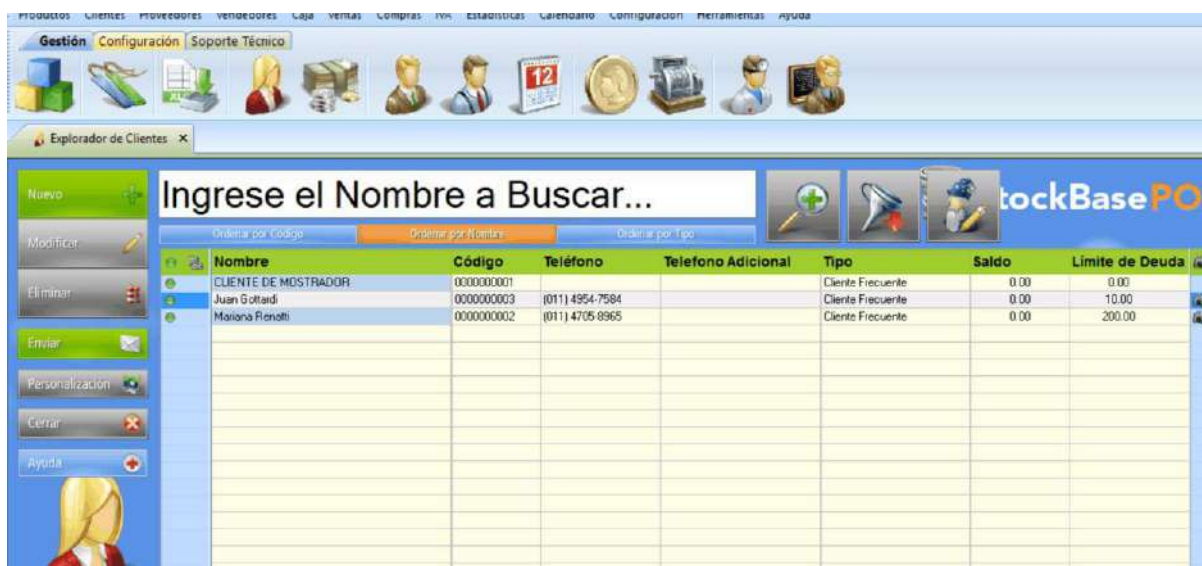 Productos Clientes Proveedores Vendedores Caja Ventas Compras IVA Estadísticas Calendario Configuración Herramientas Ayuda
Gestión Configuración Soporte Técnico
XLS 12
Explorador de Clientes x
Nuevo
Ingrese el Nombre a Buscar...
tockBasePO
Modificar
Ordenar por Código Ordenar por Nombre Ordenar por Tipo
Nombre Código Teléfono Telefono Adicional Tipo Saldo Límite de Deuda
CLIENTE DE MOSTRADOR 0000000001 Cliente Frecuente 0.00 0.00
Eliminar
Juan Gottardi 0000000003 (011) 4954-7584 Cliente Frecuente 0.00 10.00
Mariana Renatti 0000000002 (011) 4705-8965 Cliente Frecuente 0.00 200.00
Enviar
Personalización
Cerrar
Ayuda